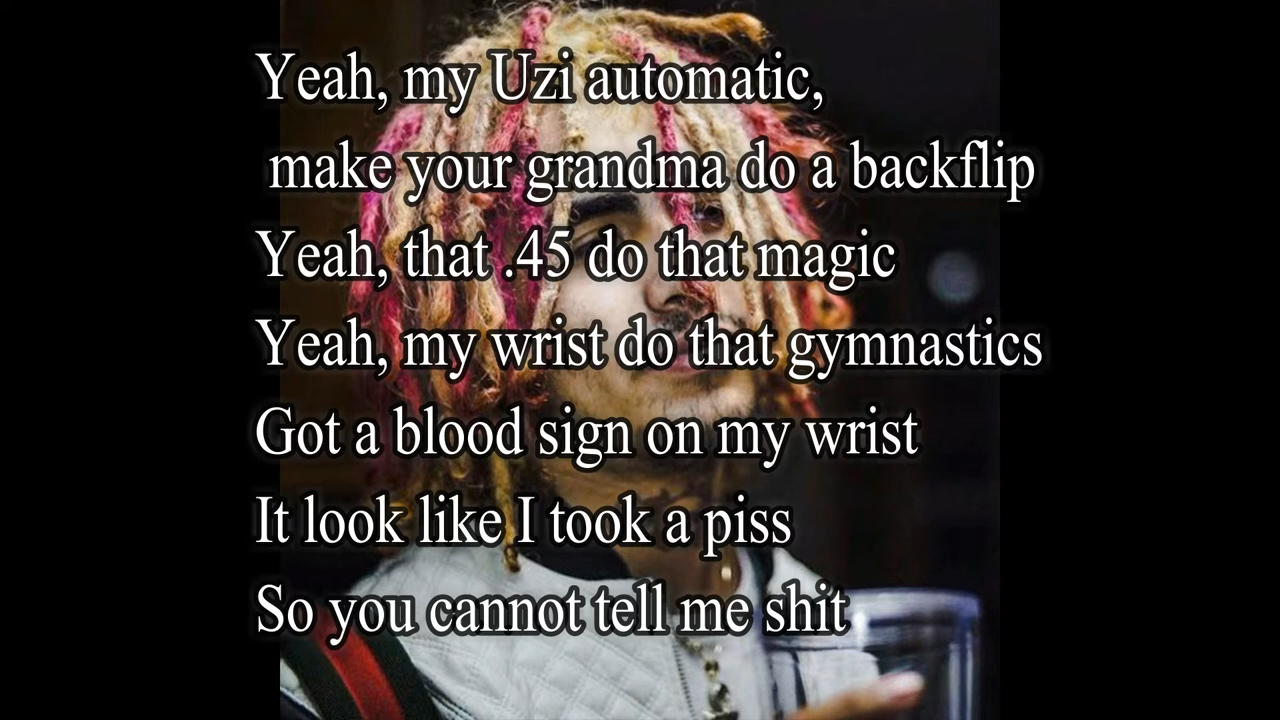 Yeah, my Uzi automatic,
make your grandma do a backflip
Yeah, that .45 do that magic
Yeah, my wrist do that gymnastics
Got a blood sign on my wrist
It look like I took a piss
So you cannot tell me shit